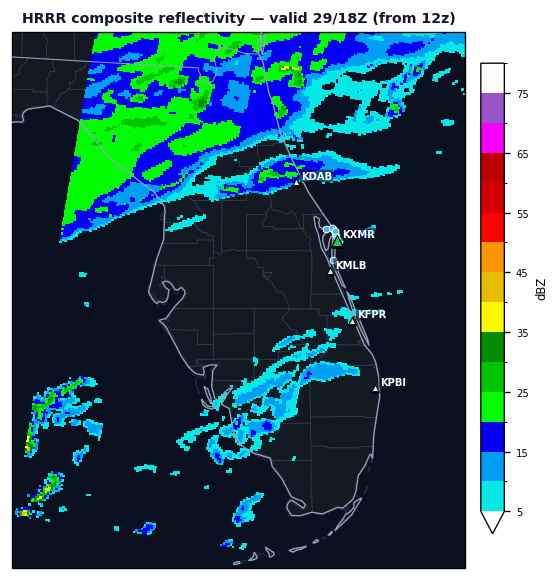 HRRR composite reflectivity — valid 29/18Z (from 12z)
KDAB
KXMR
KMLB
KFPR
KPBI
75
65
55
45
35
25
15
5
dBZ